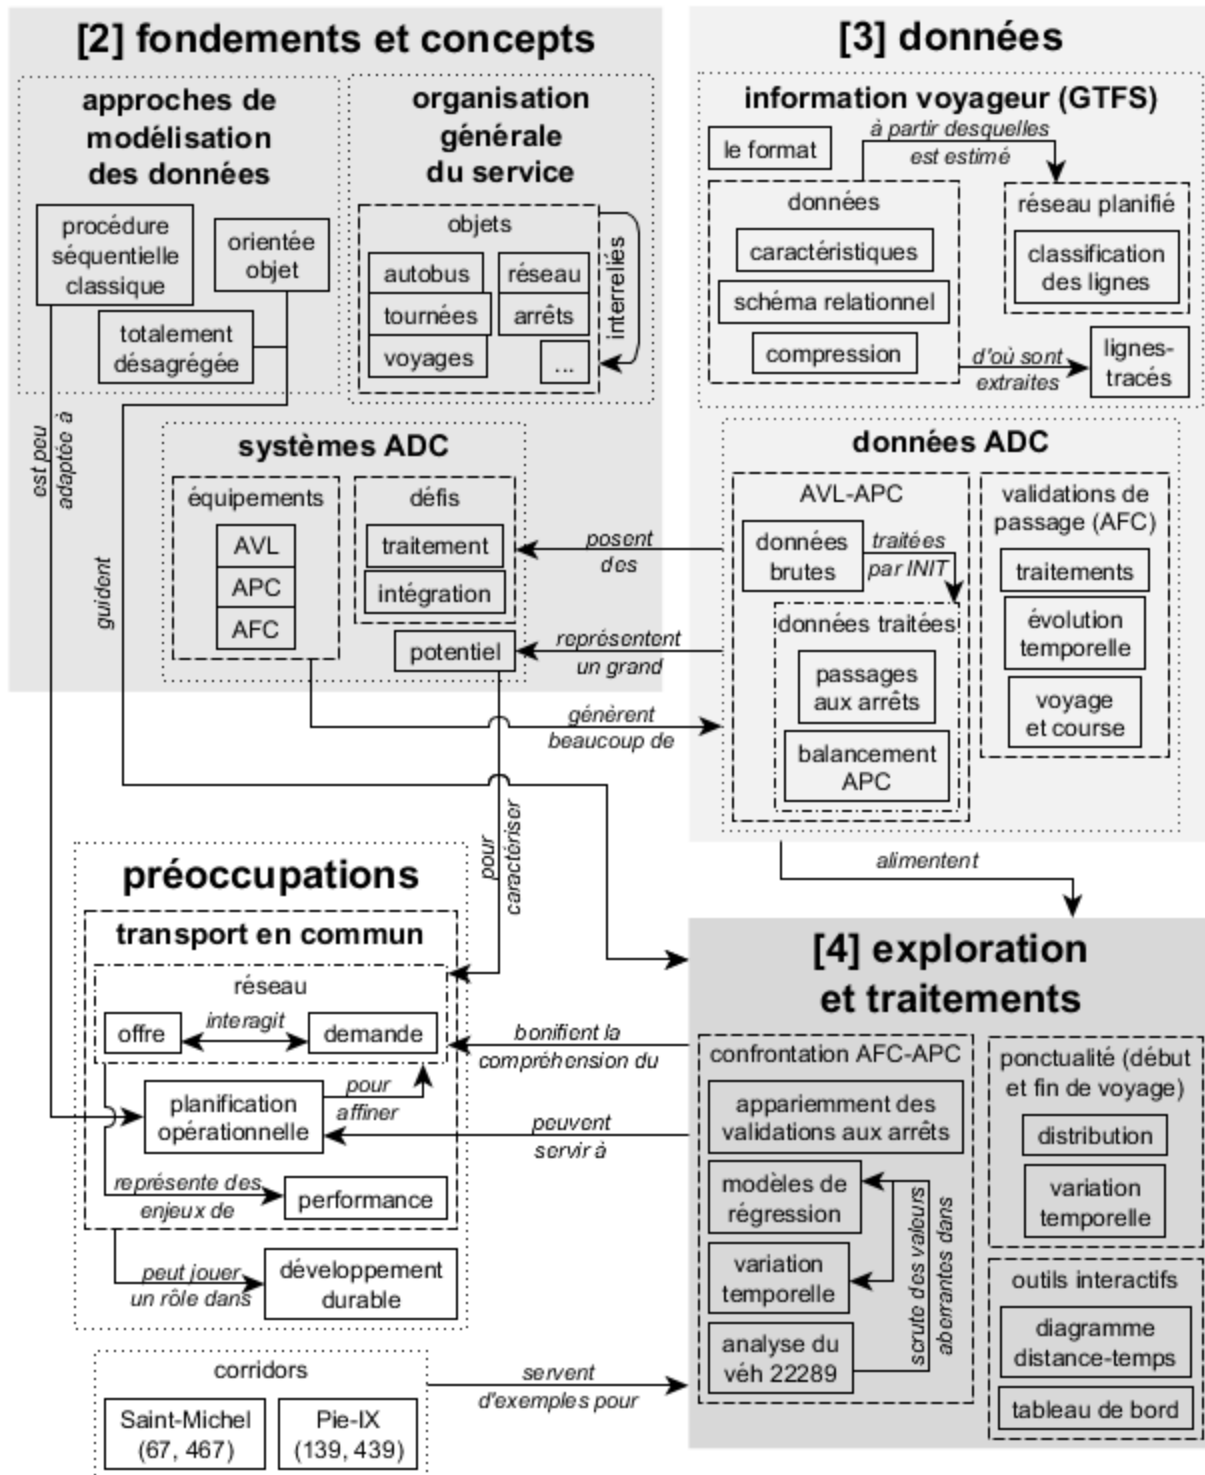 [2] fondements et concepts
approches de
modélisation
des données
procédure
séquentielle
classique
orientée
objet
totalement
désagrégée
organisation
générale
du service
objets
autobus
réseau
tournées
arrêts
voyages
...
interreliés
est peu
adaptée à
guident
systèmes ADC
équipements
AVL
APC
AFC
défis
traitement
intégration
potentiel
[3] données
information voyageur (GTFS)
le format
à partir desquelles
est estimé
données
caractéristiques
schéma relationnel
compression
réseau planifié
classification
des lignes
d'où sont
extraites
lignes-
tracés
données ADC
AVL-APC
données
brutes
traitées
par INIT
données traitées
passages
aux arrêts
balancement
APC
validations de
passage (AFC)
traitements
évolution
temporelle
voyage
et course
posent
des
représentent
un grand
génèrent
beaucoup de
pour
caractériser
alimentent
préoccupations
transport en commun
réseau
offre
interagit
demande
planification
opérationnelle
pour
affiner
représente des
enjeux de
performance
peut jouer
un rôle dans
développement
durable
bonifient la
compréhension du
peuvent
servir à
[4] exploration
et traitements
confrontation AFC-APC
appariemment des
validations aux arrêts
modèles de
régression
variation
temporelle
analyse du
véh 22289
scrute des valeurs
aberrantes dans
ponctualité (début
et fin de voyage)
distribution
variation
temporelle
outils interactifs
diagramme
distance-temps
tableau de bord
corridors
Saint-Michel
(67, 467)
Pie-IX
(139, 439)
servent
d'exemples pour